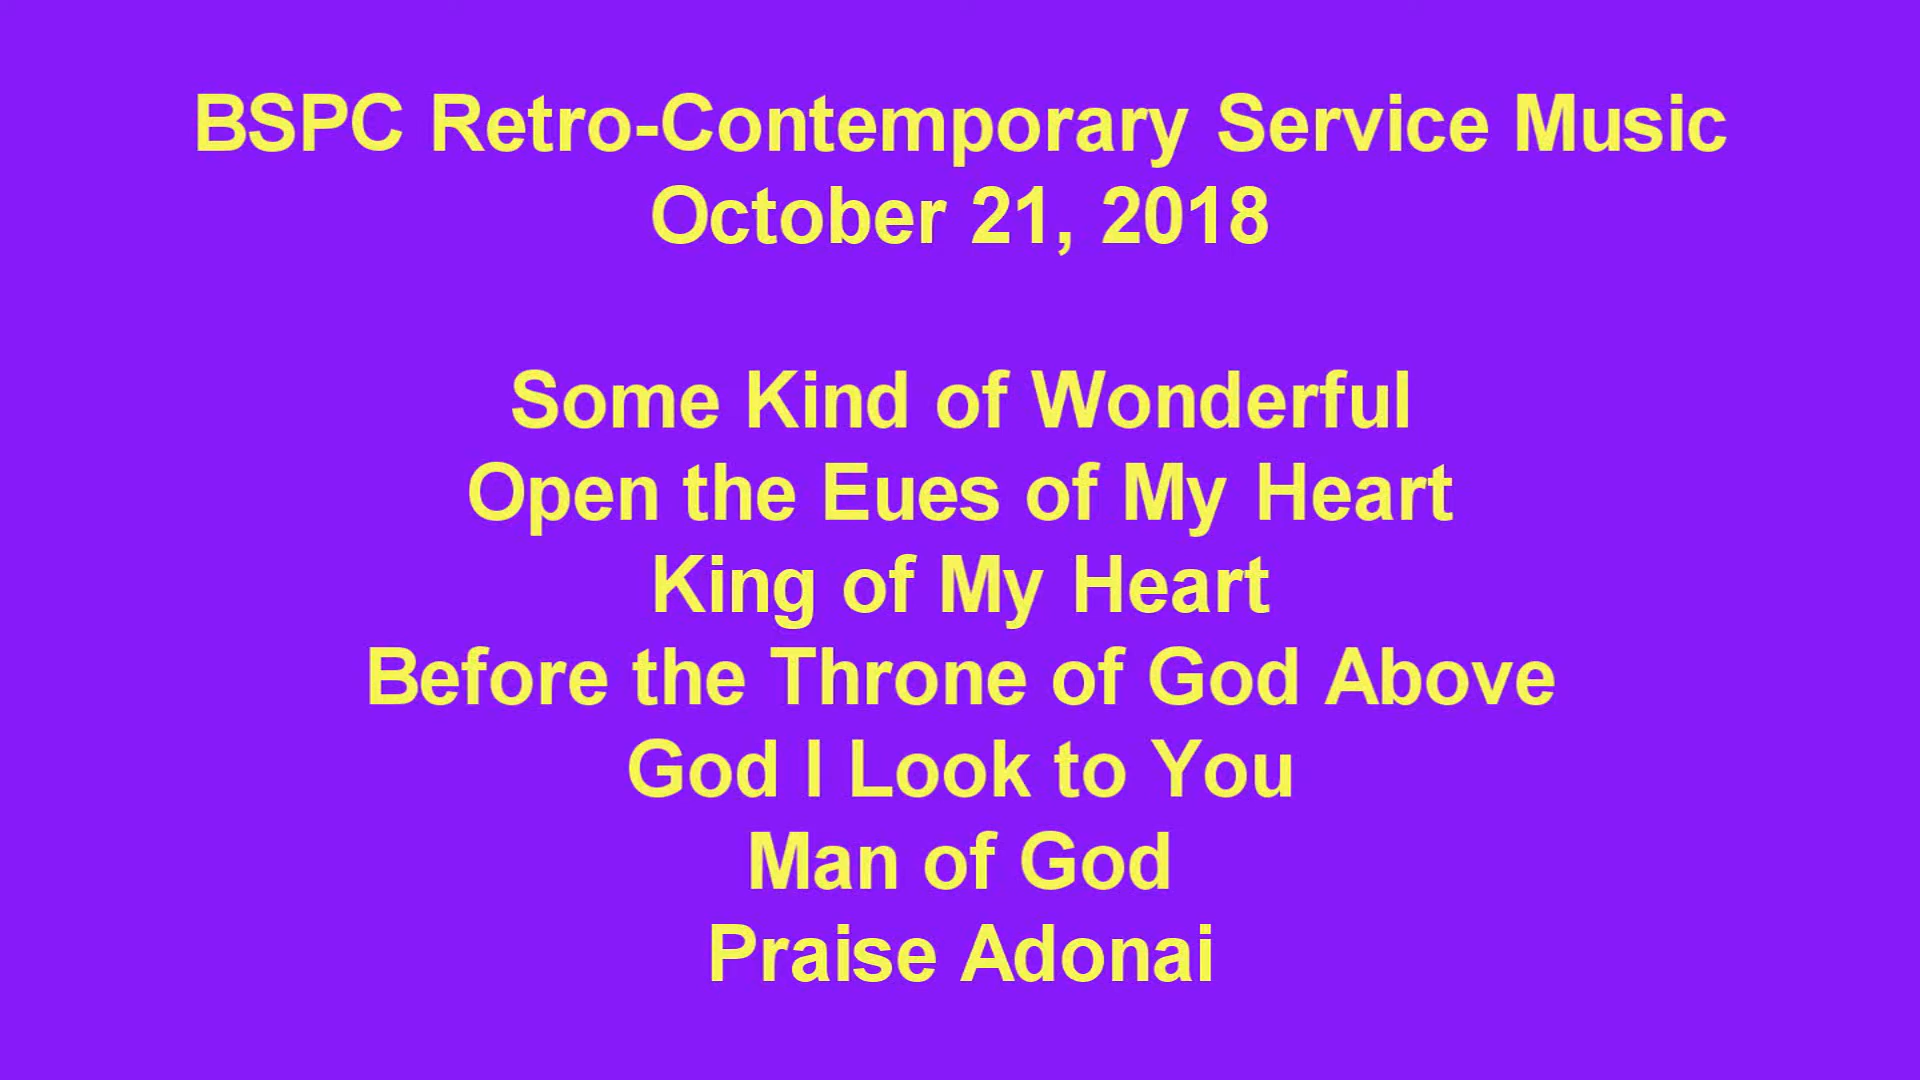 BSPC Retro-Contemporary Service Music
October 21, 2018
Some Kind of Wonderful
Open the Eues of My Heart
King of My Heart
Before the Throne of God Above
God I Look to You
Man of God
Praise Adonai